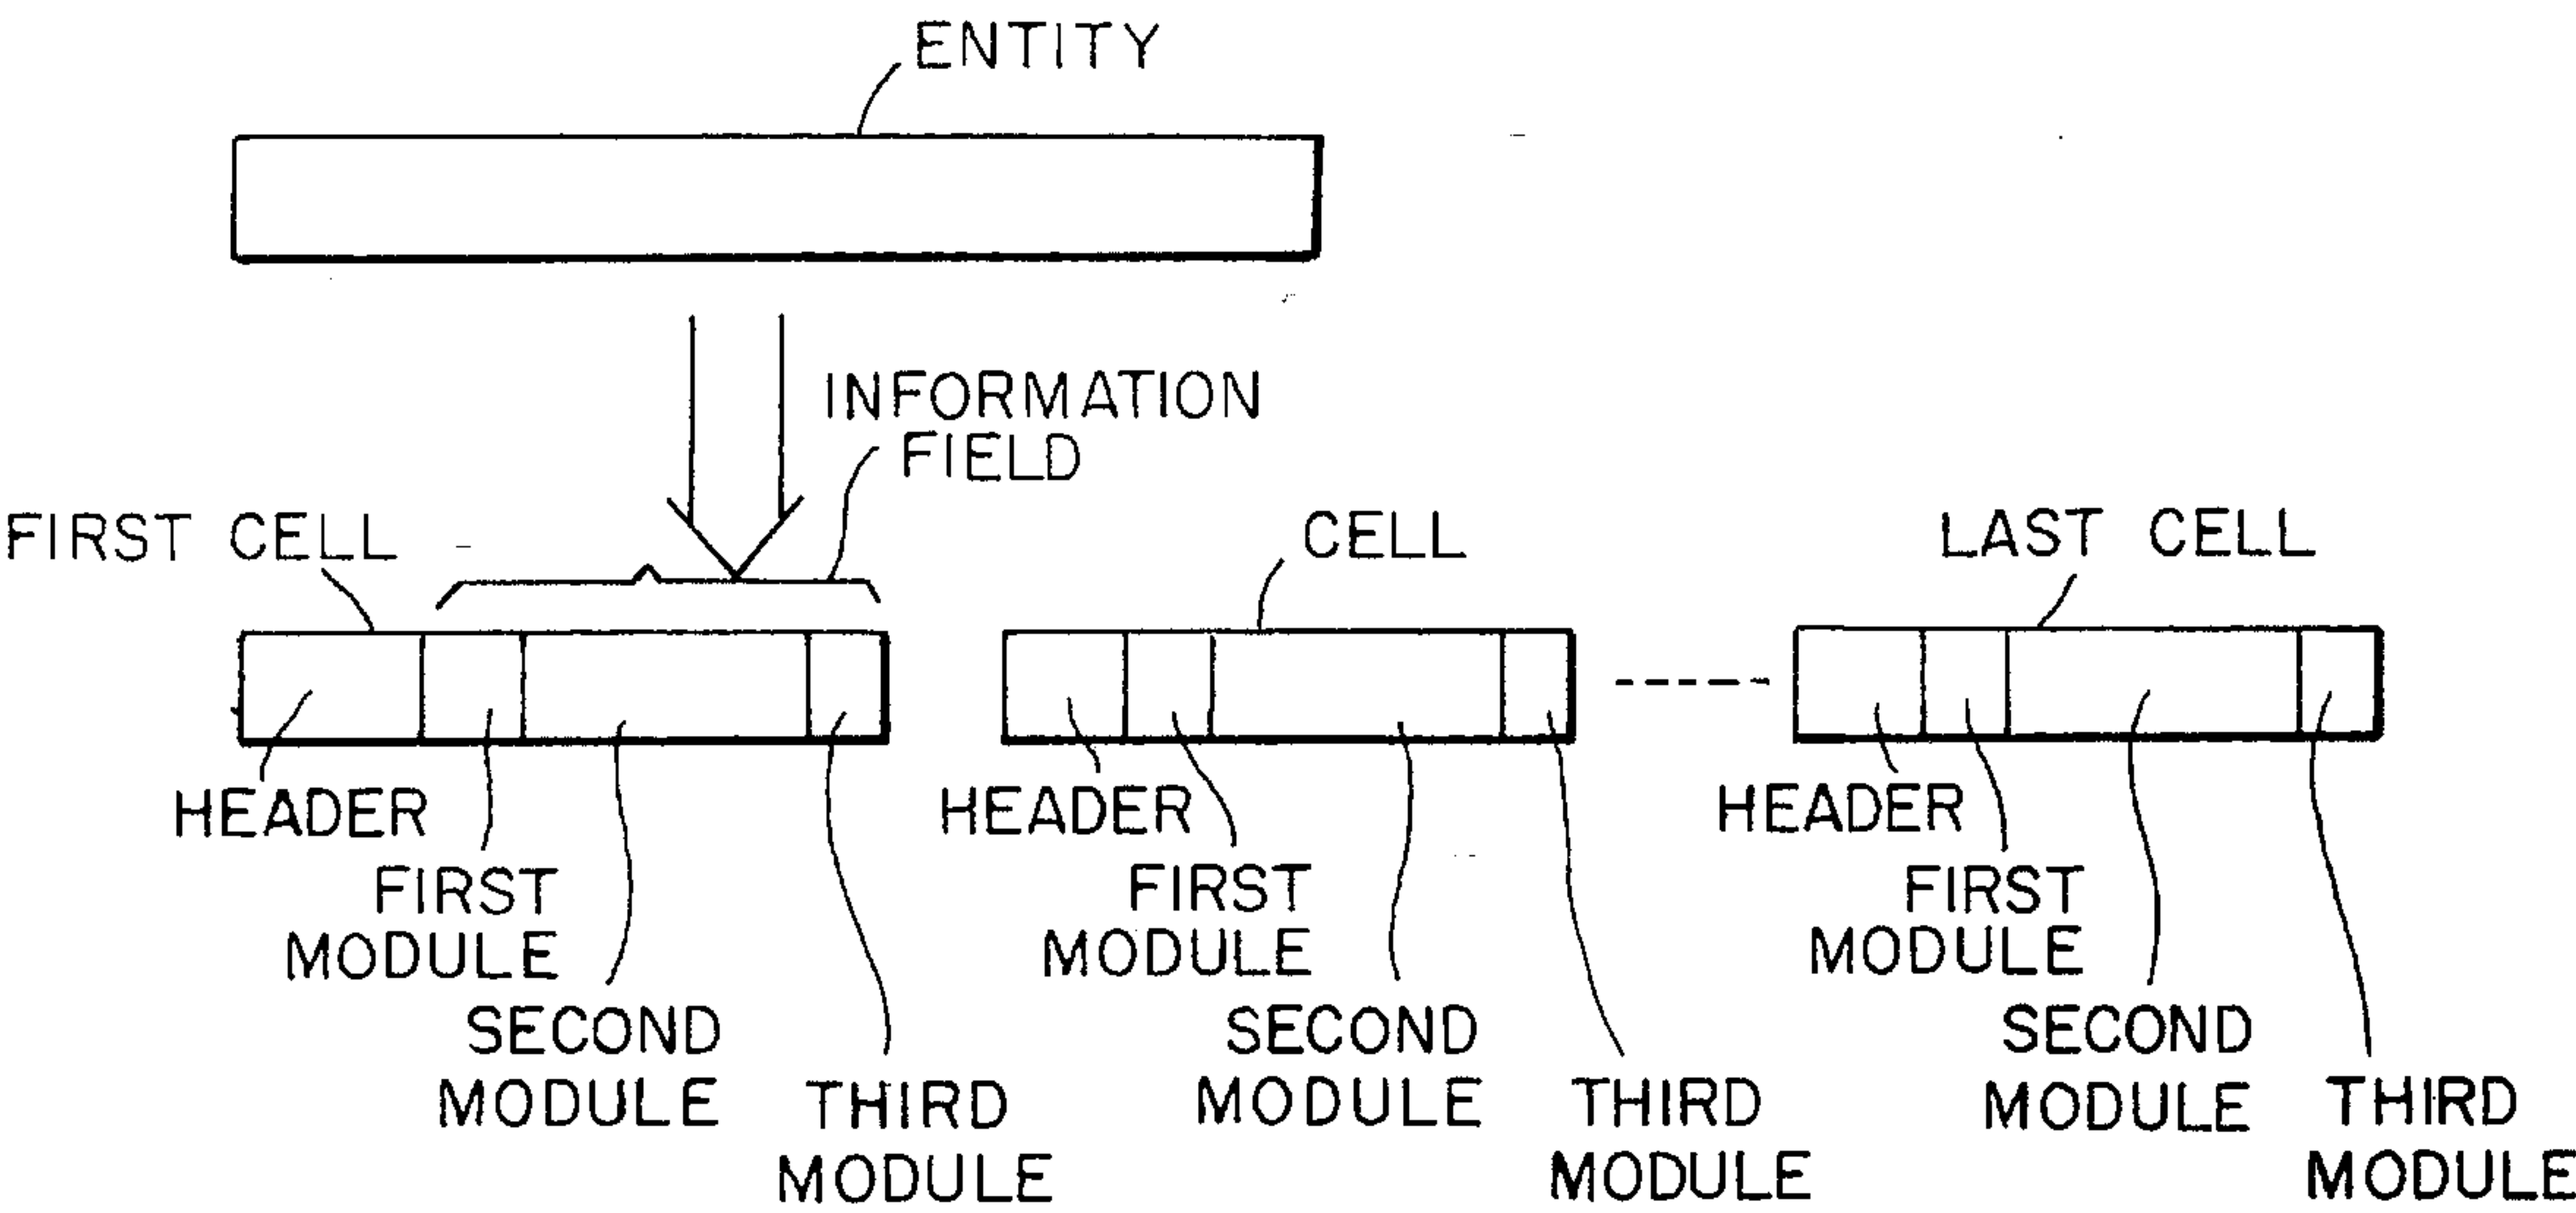 ENTITY
INFORMATION
FIELD
FIRST CELL
CELL
LAST CELL
HEADER
FIRST
MODULE
SECOND
MODULE
THIRD
MODULE
HEADER
FIRST
MODULE
SECOND
MODULE
THIRD
MODULE
HEADER
FIRST
MODULE
SECOND
MODULE
THIRD
MODULE